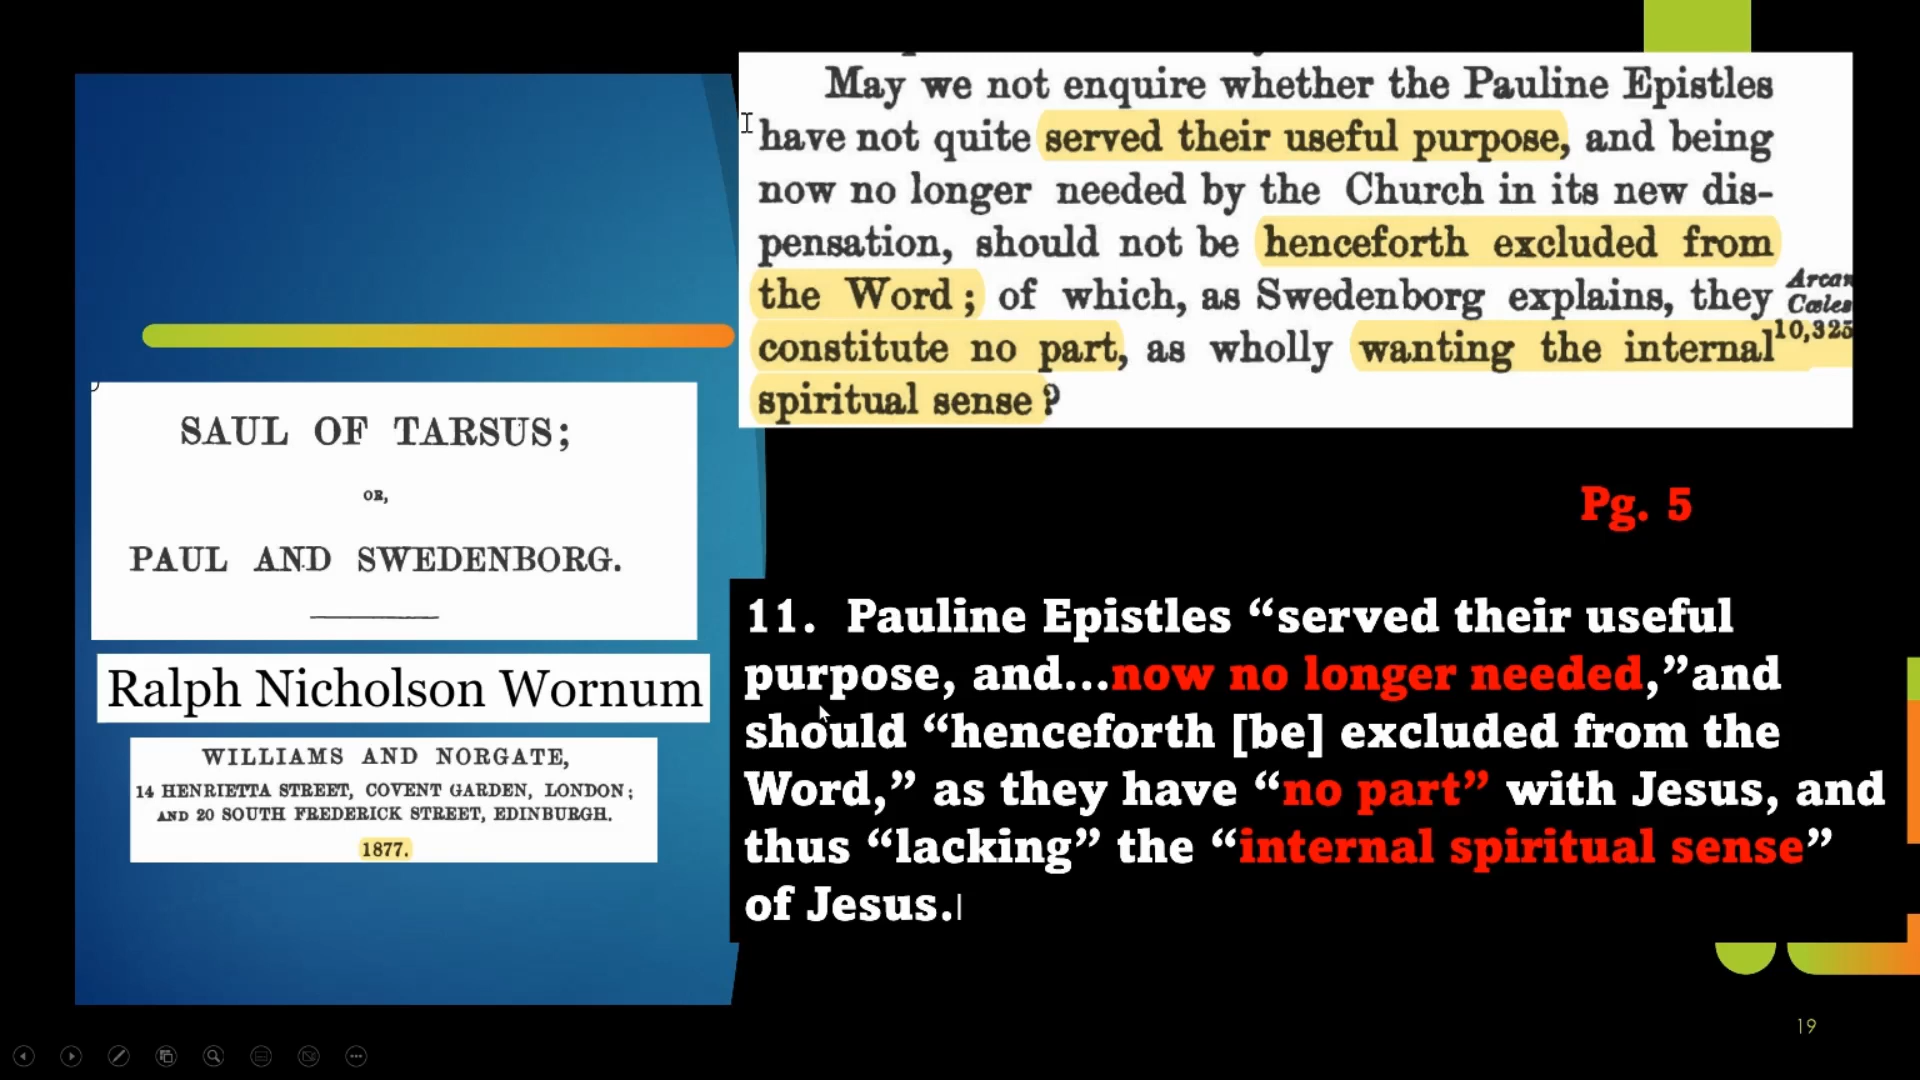 May we not enquire whether the Pauline Epistles
have not quite served their useful purpose, and being
now no longer needed by the Church in its new dis-
pensation, should not be henceforth excluded from
the Word; of which, as Swedenborg explains, they
constitute no part, as wholly wanting the internal
spiritual sense?
Cœles
10,325
SAUL OF TARSUS;
OR,
PAUL AND SWEDENBORG.
Ralph Nicholson Wornum
WILLIAMS AND NORGATE,
14 HENRIETTA STREET, COVENT GARDEN, LONDON;
AND 20 SOUTH FREDERICK STREET, EDINBURGH.
1877.
Pg. 5
11. Pauline Epistles “served their useful
purpose, and...now no longer needed,”and
should “henceforth [be] excluded from the
Word,” as they have “no part” with Jesus, and
thus “lacking” the “internal spiritual sense”
of Jesus.
19